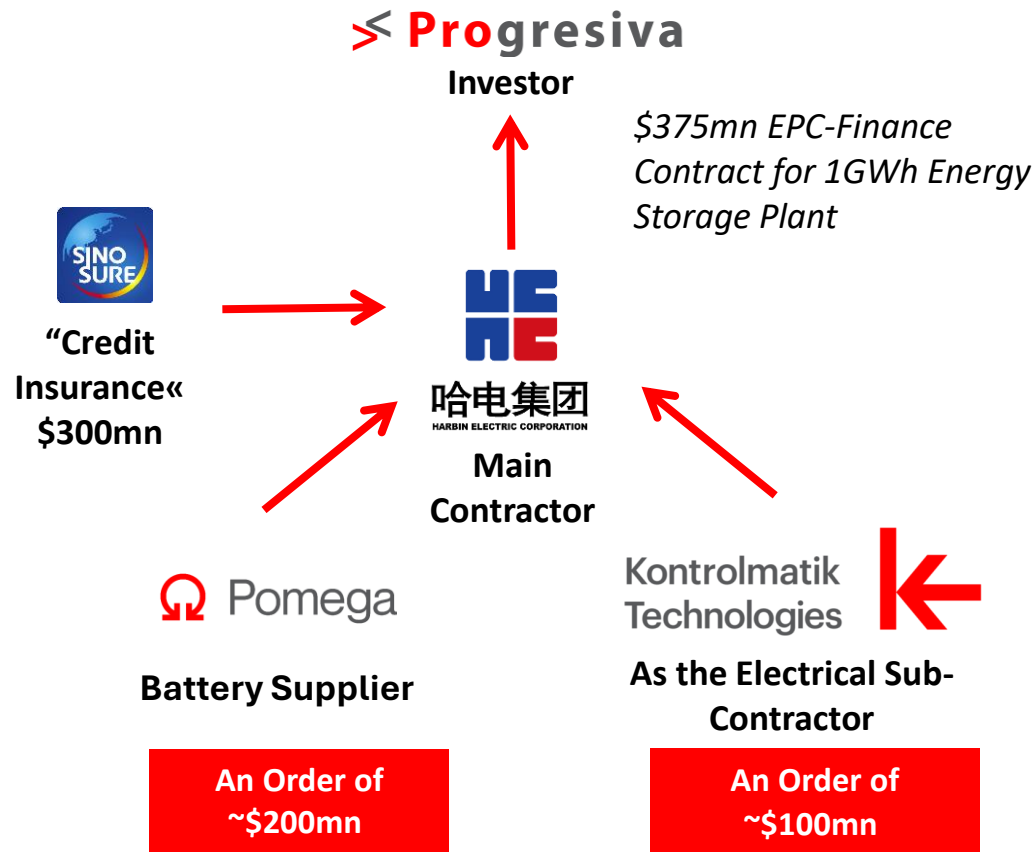 Progresiva
Investor
$375mn EPC-Finance
Contract for 1GWh Energy
Storage Plant
SINO
SURE
“Credit
Insurance«
$300mn
哈电集团
HARBIN ELECTRIC CORPORATION
Main
Contractor
Pomega
Battery Supplier
An Order of
~$200mn
Kontrolmatik
Technologies
As the Electrical Sub-
Contractor
An Order of
~$100mn